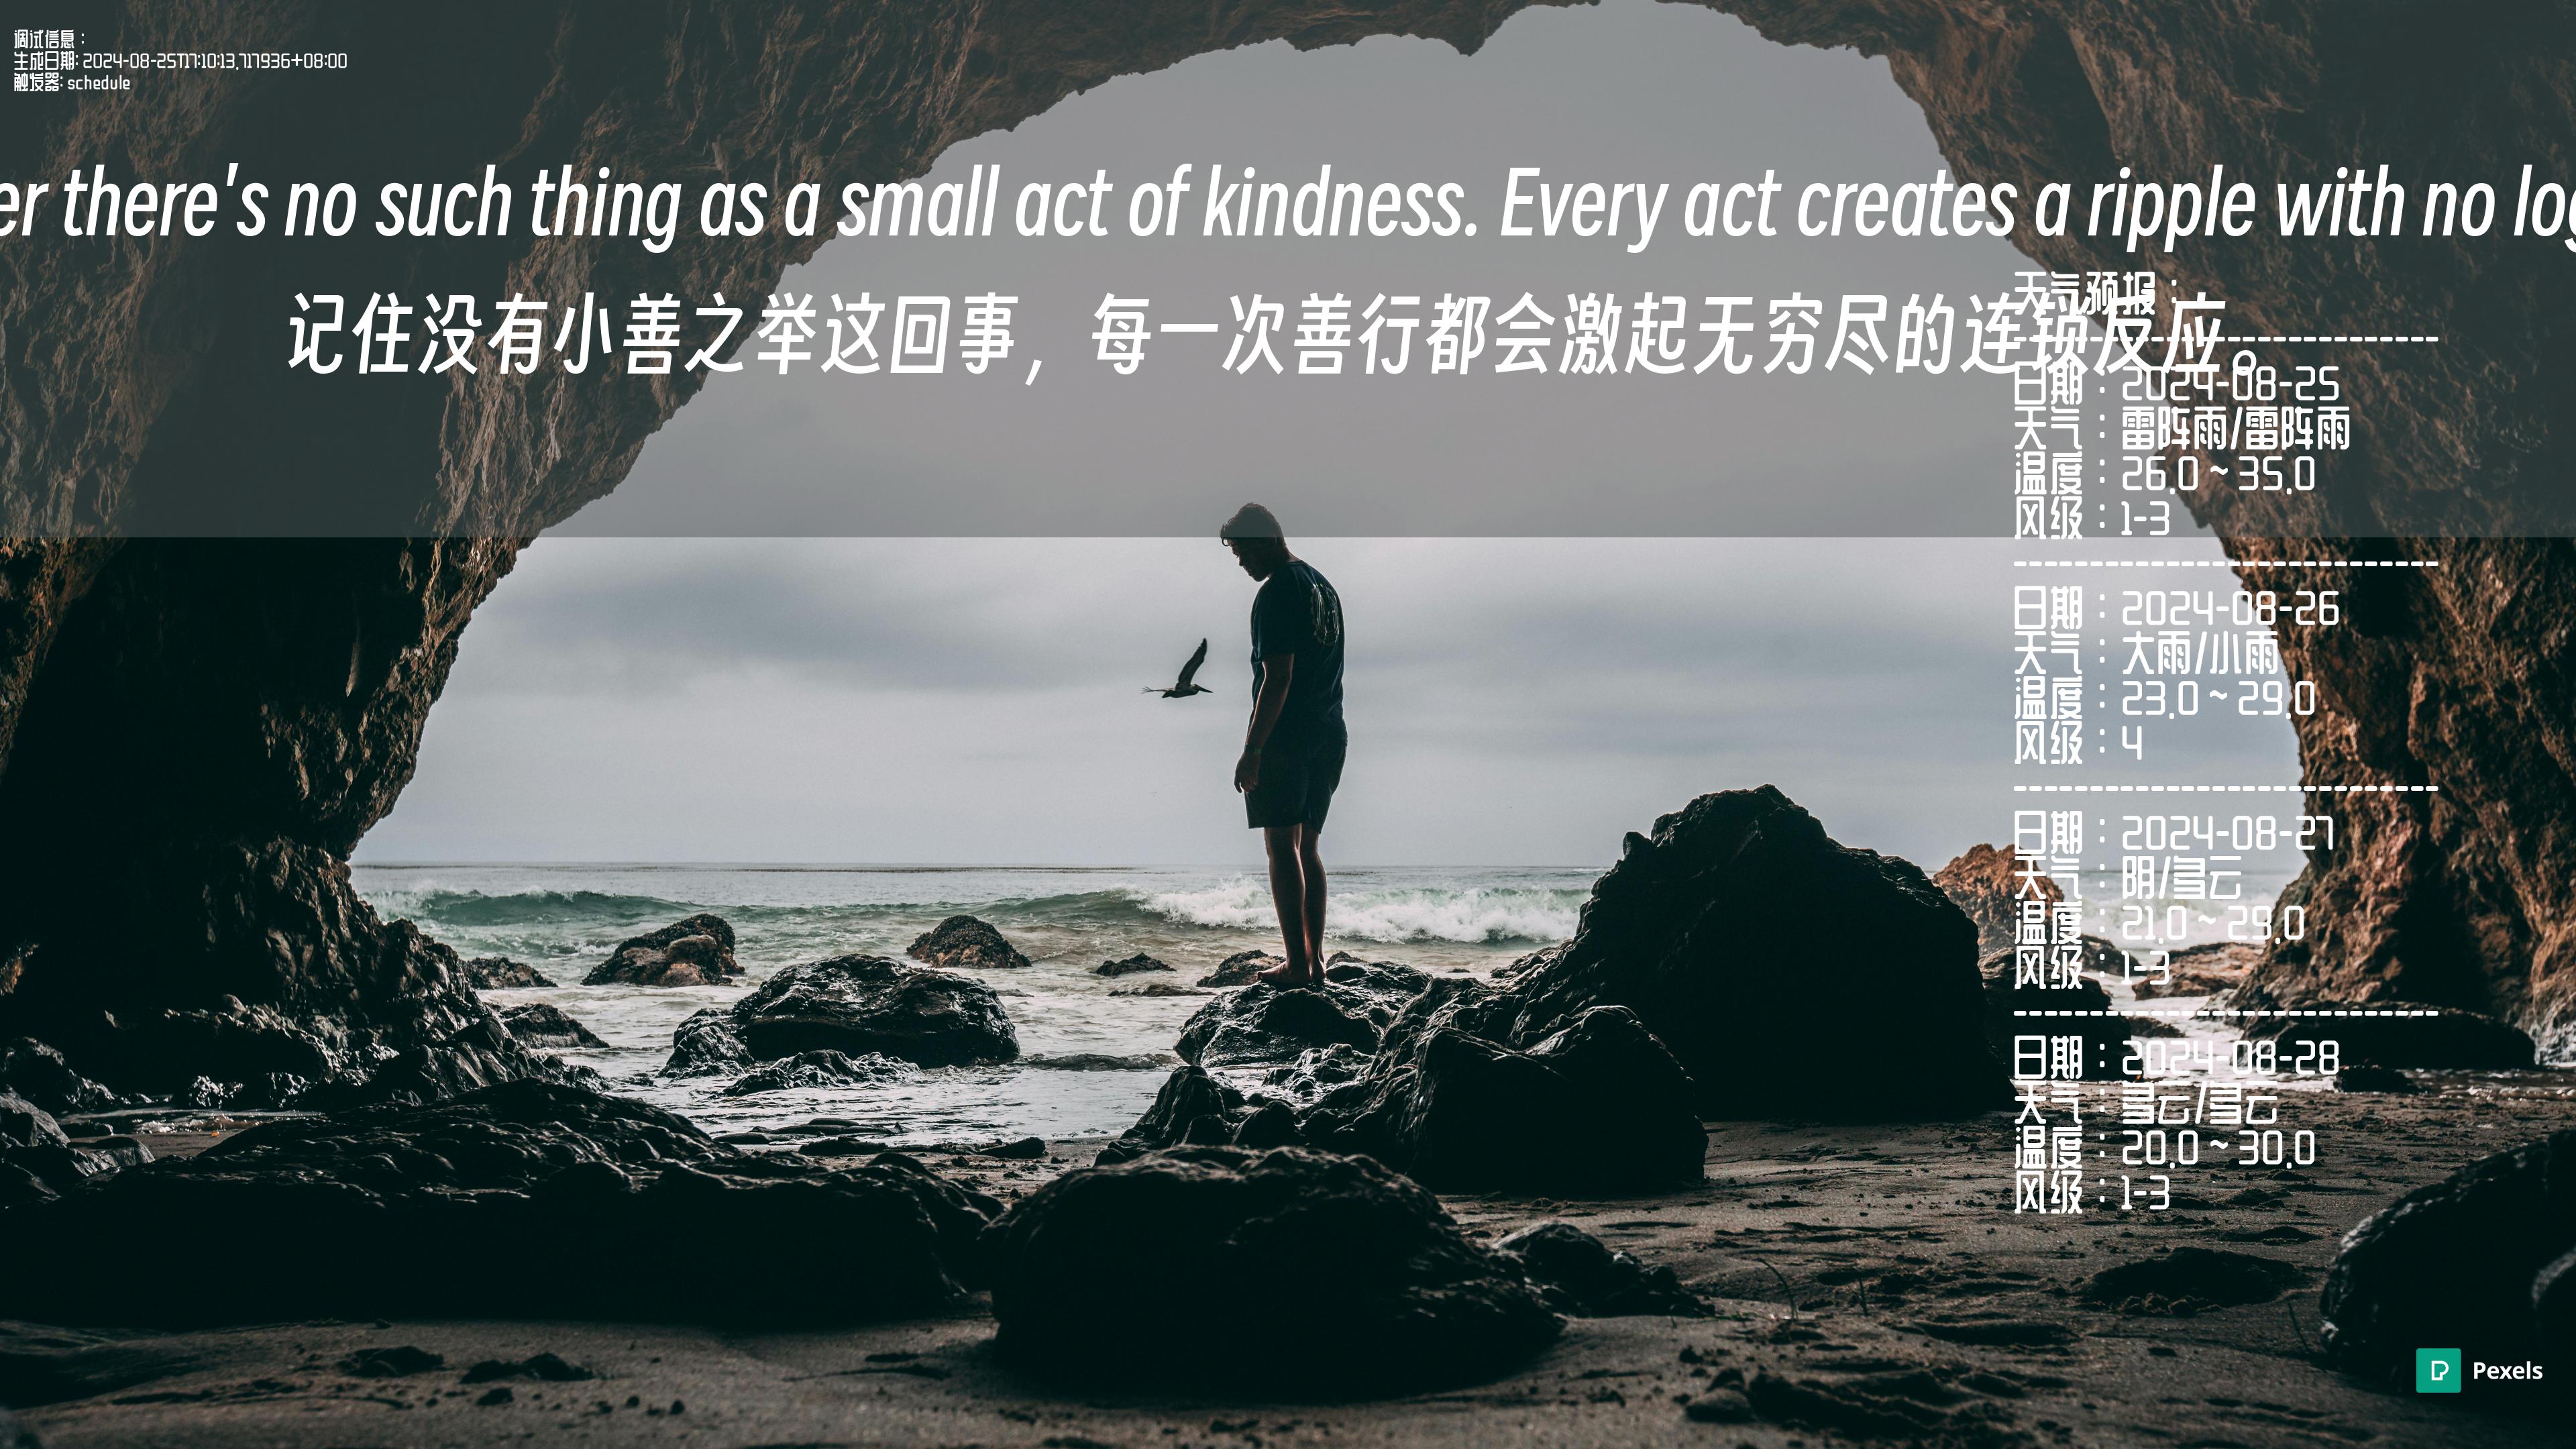 调试信息：
生成日期: 2024-08-25T17:10:13.717936+08:00
触发器: schedule
there's no such thing as a small act of kindness. Every act creates a ripple with no
记住没有小善之举这回事，每一次善行都会激起无穷尽的连锁反应。
天气预报：
----------------------------
日期：2024-08-25
天气：雷阵雨/雷阵雨
温度：26.0 ~ 35.0
风级：1-3
----------------------------
日期：2024-08-26
天气：大雨/小雨
温度：23.0 ~ 29.0
风级：4
----------------------------
日期：2024-08-27
天气：阴/多云
温度：21.0 ~ 29.0
风级：1-3
----------------------------
日期：2024-08-28
天气：多云/多云
温度：20.0 ~ 30.0
风级：1-3
Pexels